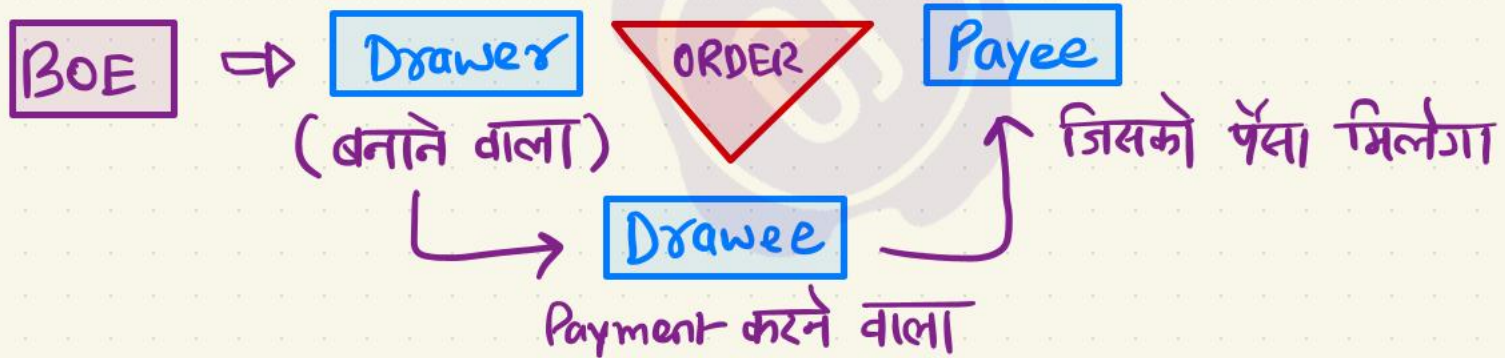 BOE ⇒ Drawer ORDER Payee
(बनाने वाला) जिसको पैसा मिलेगा
Drawee
Payment करने वाला